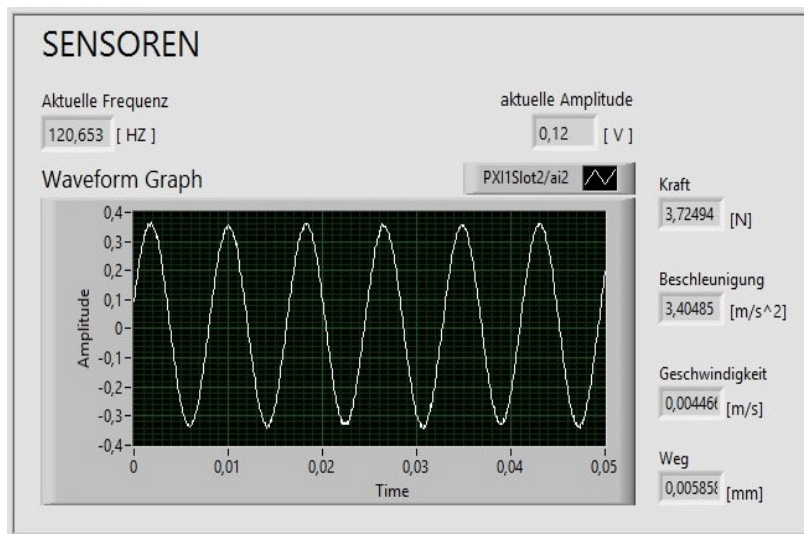 SENSOREN
Aktuelle Frequenz
120,653 [ HZ ]
aktuelle Amplitude
0,12 [ V ]
Waveform Graph
PXI1Slot2/ai2
0,4
0,3
0,2
0,1
0
-0,1
-0,2
-0,3
-0,4
Amplitude
0 0,01 0,02 0,03 0,04 0,05
Time
Kraft
3,72494 [N]
Beschleunigung
3,40485 [m/s^2]
Geschwindigkeit
0,004466 [m/s]
Weg
0,005858 [mm]